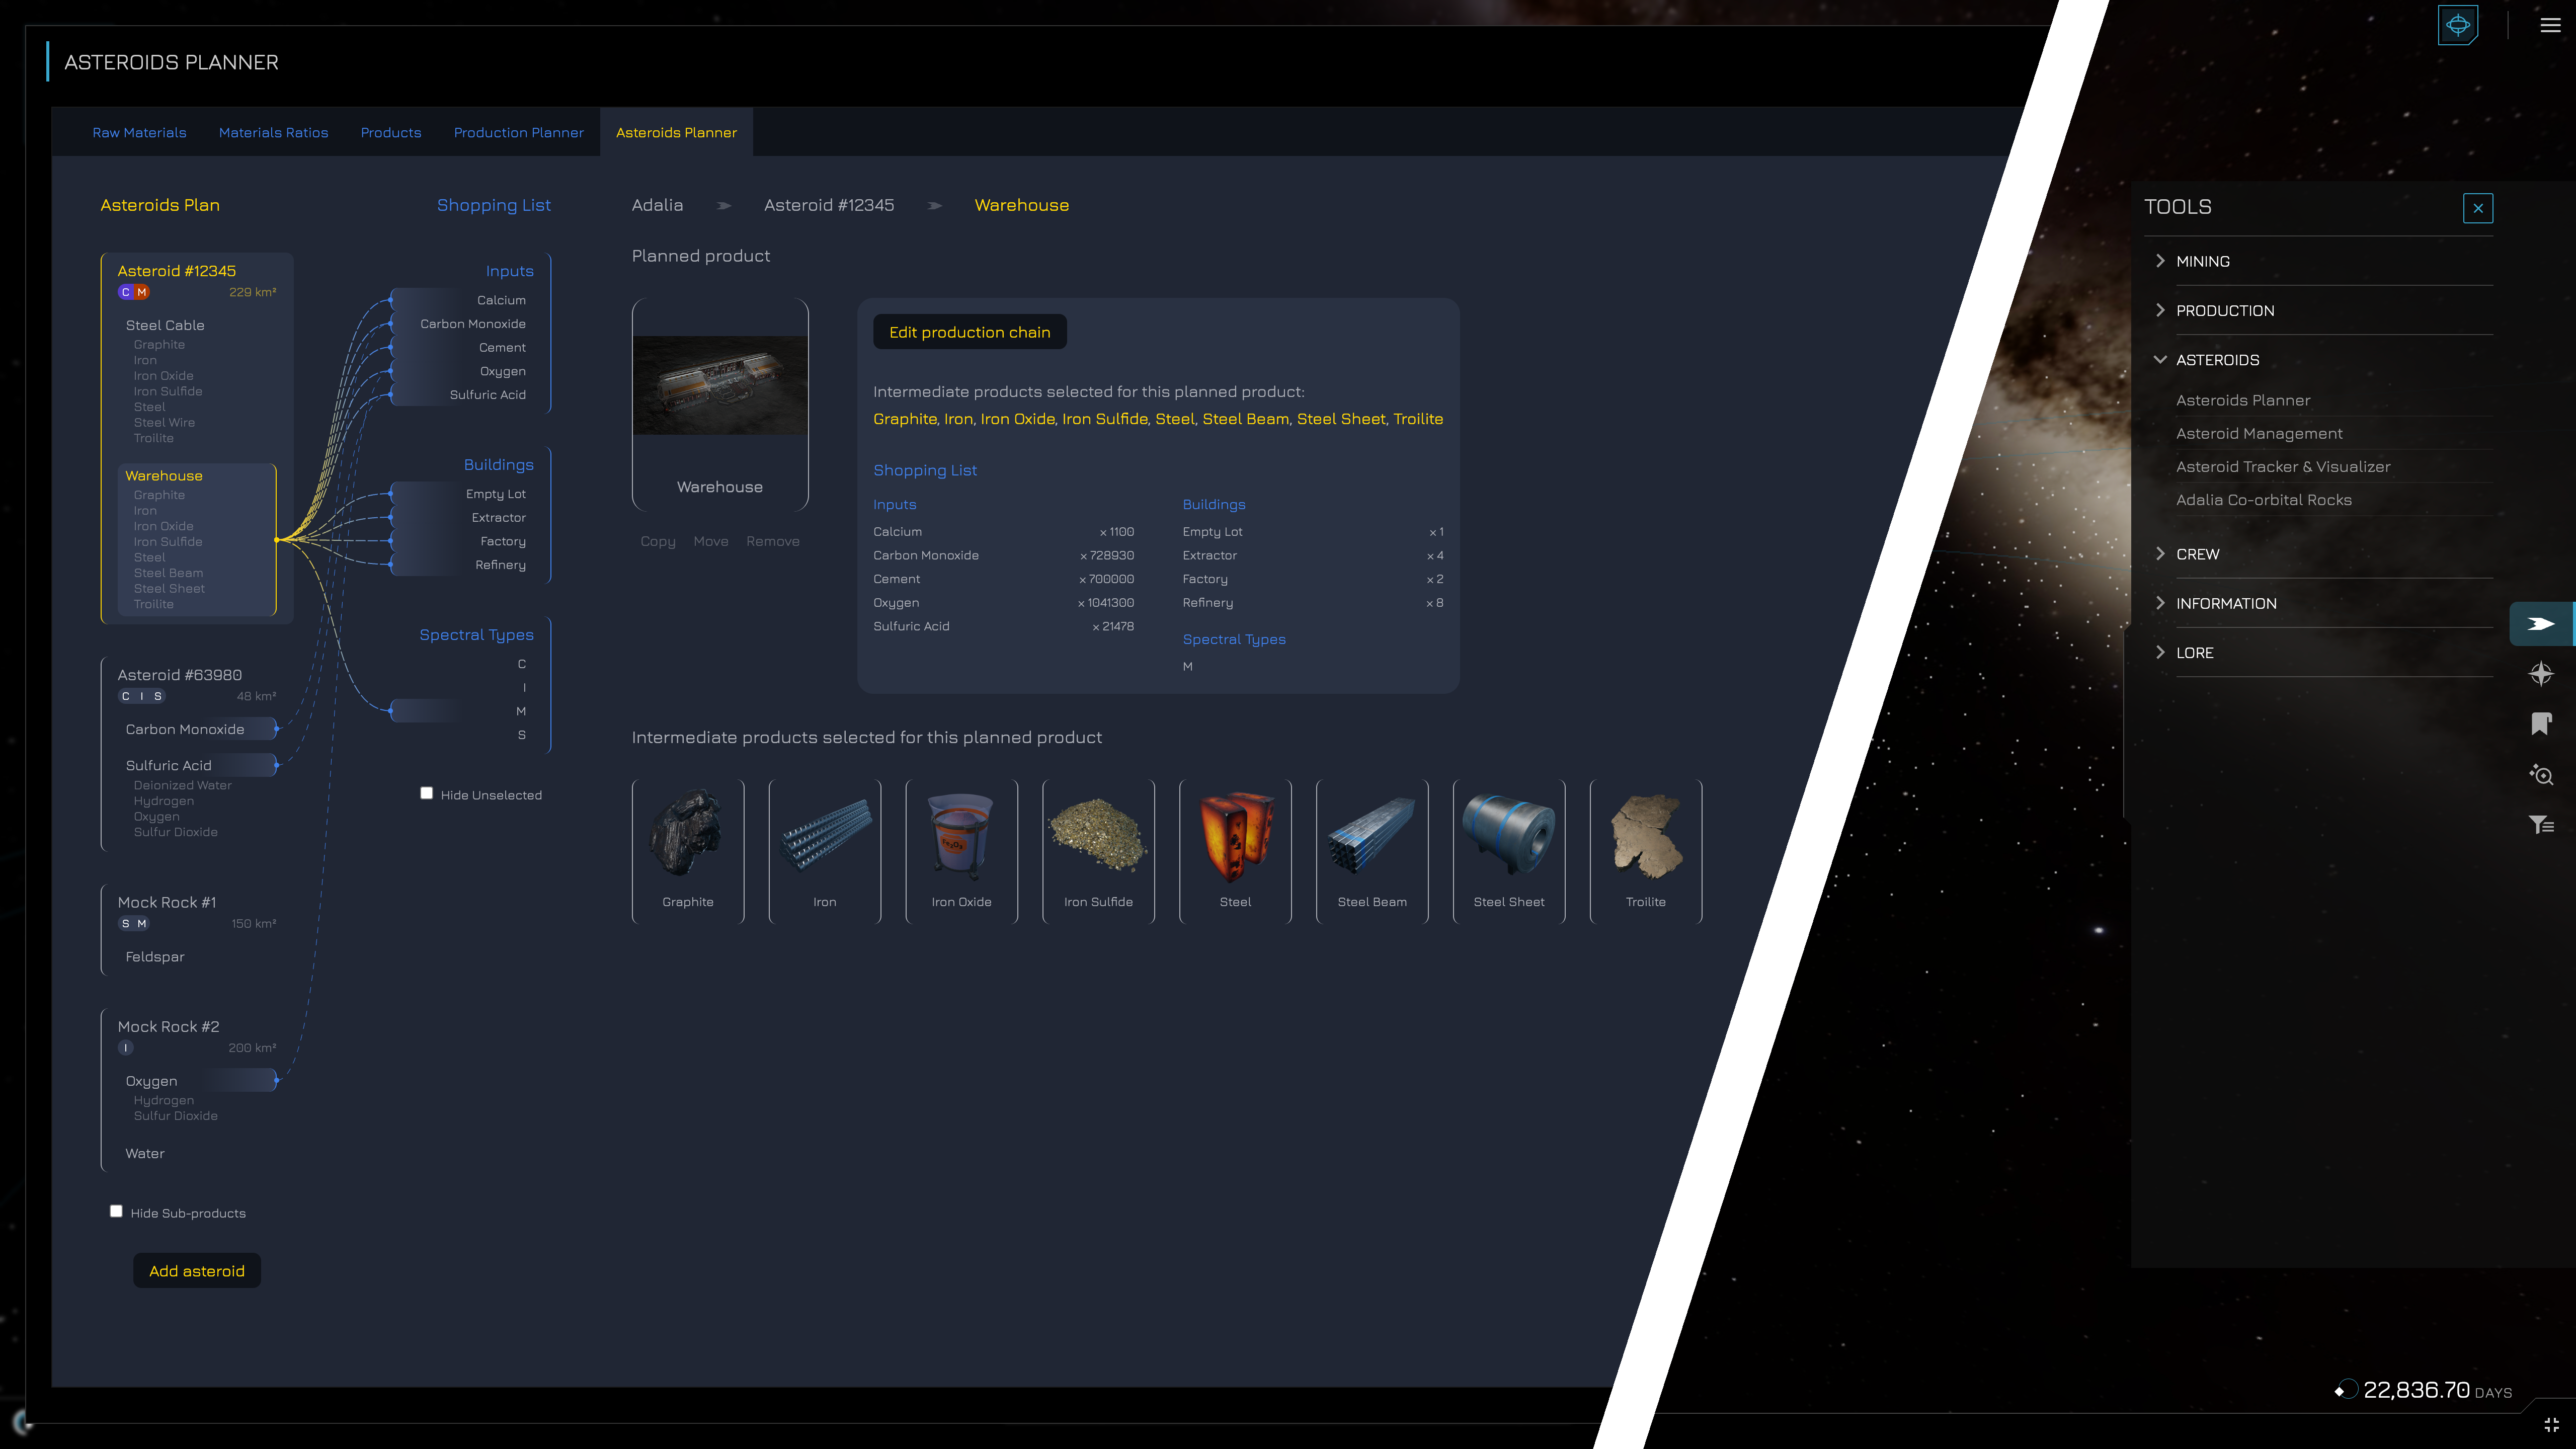 ASTEROIDS PLANNER
Raw Materials
Materials Ratios
Products
Production Planner
Asteroids Planner
Asteroids Plan
Asteroid #12345
C M
229 km²
Steel Cable
Graphite
Iron
Iron Oxide
Iron Sulfide
Steel
Steel Wire
Troilite
Warehouse
Graphite
Iron
Iron Oxide
Iron Sulfide
Steel
Steel Beam
Steel Sheet
Troilite
Asteroid #63980
C I S
48 km²
Carbon Monoxide
Sulfuric Acid
Deionized Water
Hydrogen
Oxygen
Sulfur Dioxide
Mock Rock #1
S M
150 km²
Feldspar
Mock Rock #2
I
200 km²
Oxygen
Hydrogen
Sulfur Dioxide
Water
Hide Sub-products
Add asteroid
Shopping List
Inputs
Calcium
Carbon Monoxide
Cement
Oxygen
Sulfuric Acid
Buildings
Empty Lot
Extractor
Factory
Refinery
Spectral Types
C
I
M
S
Hide Unselected
Adalia
Asteroid #12345
Warehouse
Planned product
Warehouse
Copy Move Remove
Edit production chain
Intermediate products selected for this planned product:
Graphite, Iron, Iron Oxide, Iron Sulfide, Steel, Steel Beam, Steel Sheet, Troilite
Shopping List
Inputs
Calcium x 1100
Carbon Monoxide x 728930
Cement x 700000
Oxygen x 1041300
Sulfuric Acid x 21478
Buildings
Empty Lot x 1
Extractor x 4
Factory x 2
Refinery x 8
Spectral Types
M
Intermediate products selected for this planned product
Fe₂O₃
Graphite
Iron
Iron Oxide
Iron Sulfide
Steel
Steel Beam
Steel Sheet
Troilite
TOOLS
MINING
PRODUCTION
ASTEROIDS
Asteroids Planner
Asteroid Management
Asteroid Tracker & Visualizer
Adalia Co-orbital Rocks
CREW
INFORMATION
LORE
22,836.70 DAYS